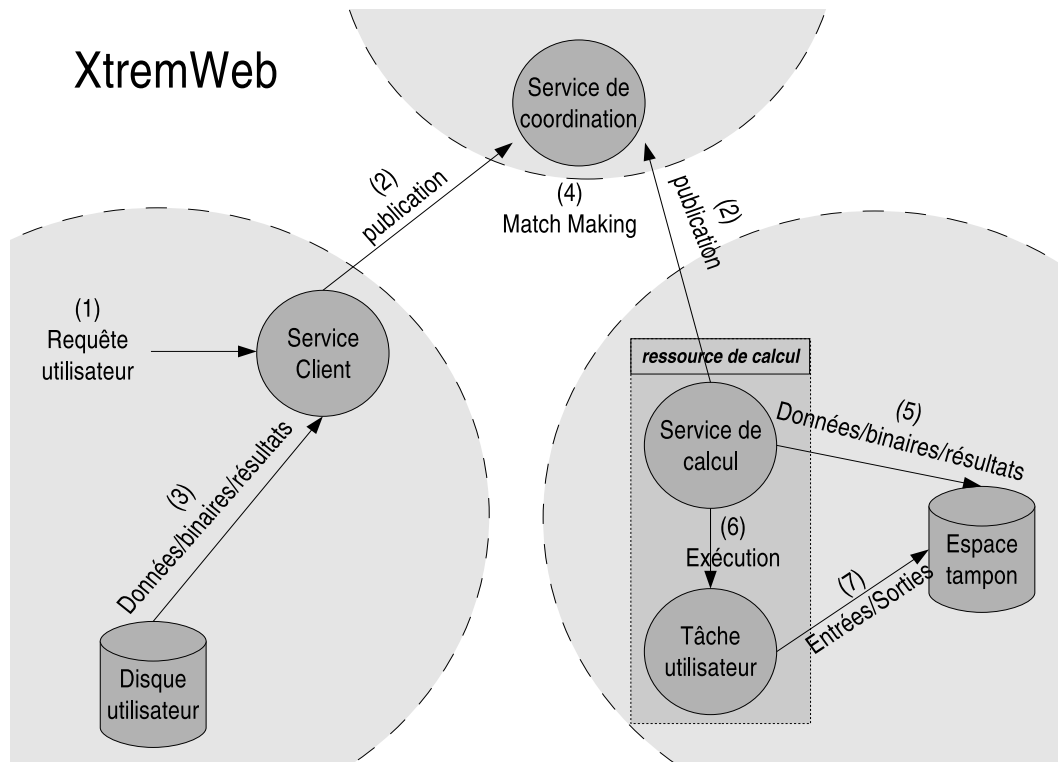 XtremWeb
Service de
coordination
(2)
publication
(4)
Match Making
(2)
publication
(1)
Requête
utilisateur
Service
Client
(3)
Données/binaires/résultats
Disque
utilisateur
ressource de calcul
Service de
calcul
(5)
Données/binaires/résultats
(6)
Exécution
Espace
tampon
(7)
Entrées/Sorties
Tâche
utilisateur